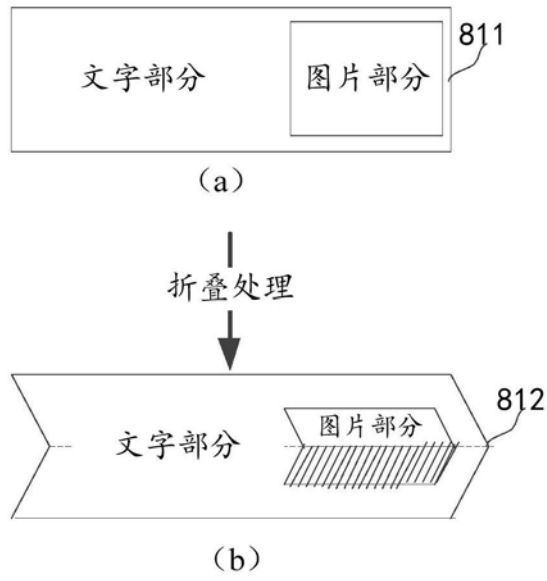 文字部分
图片部分
811
(a)
折叠处理
812
图片部分
文字部分
(b)